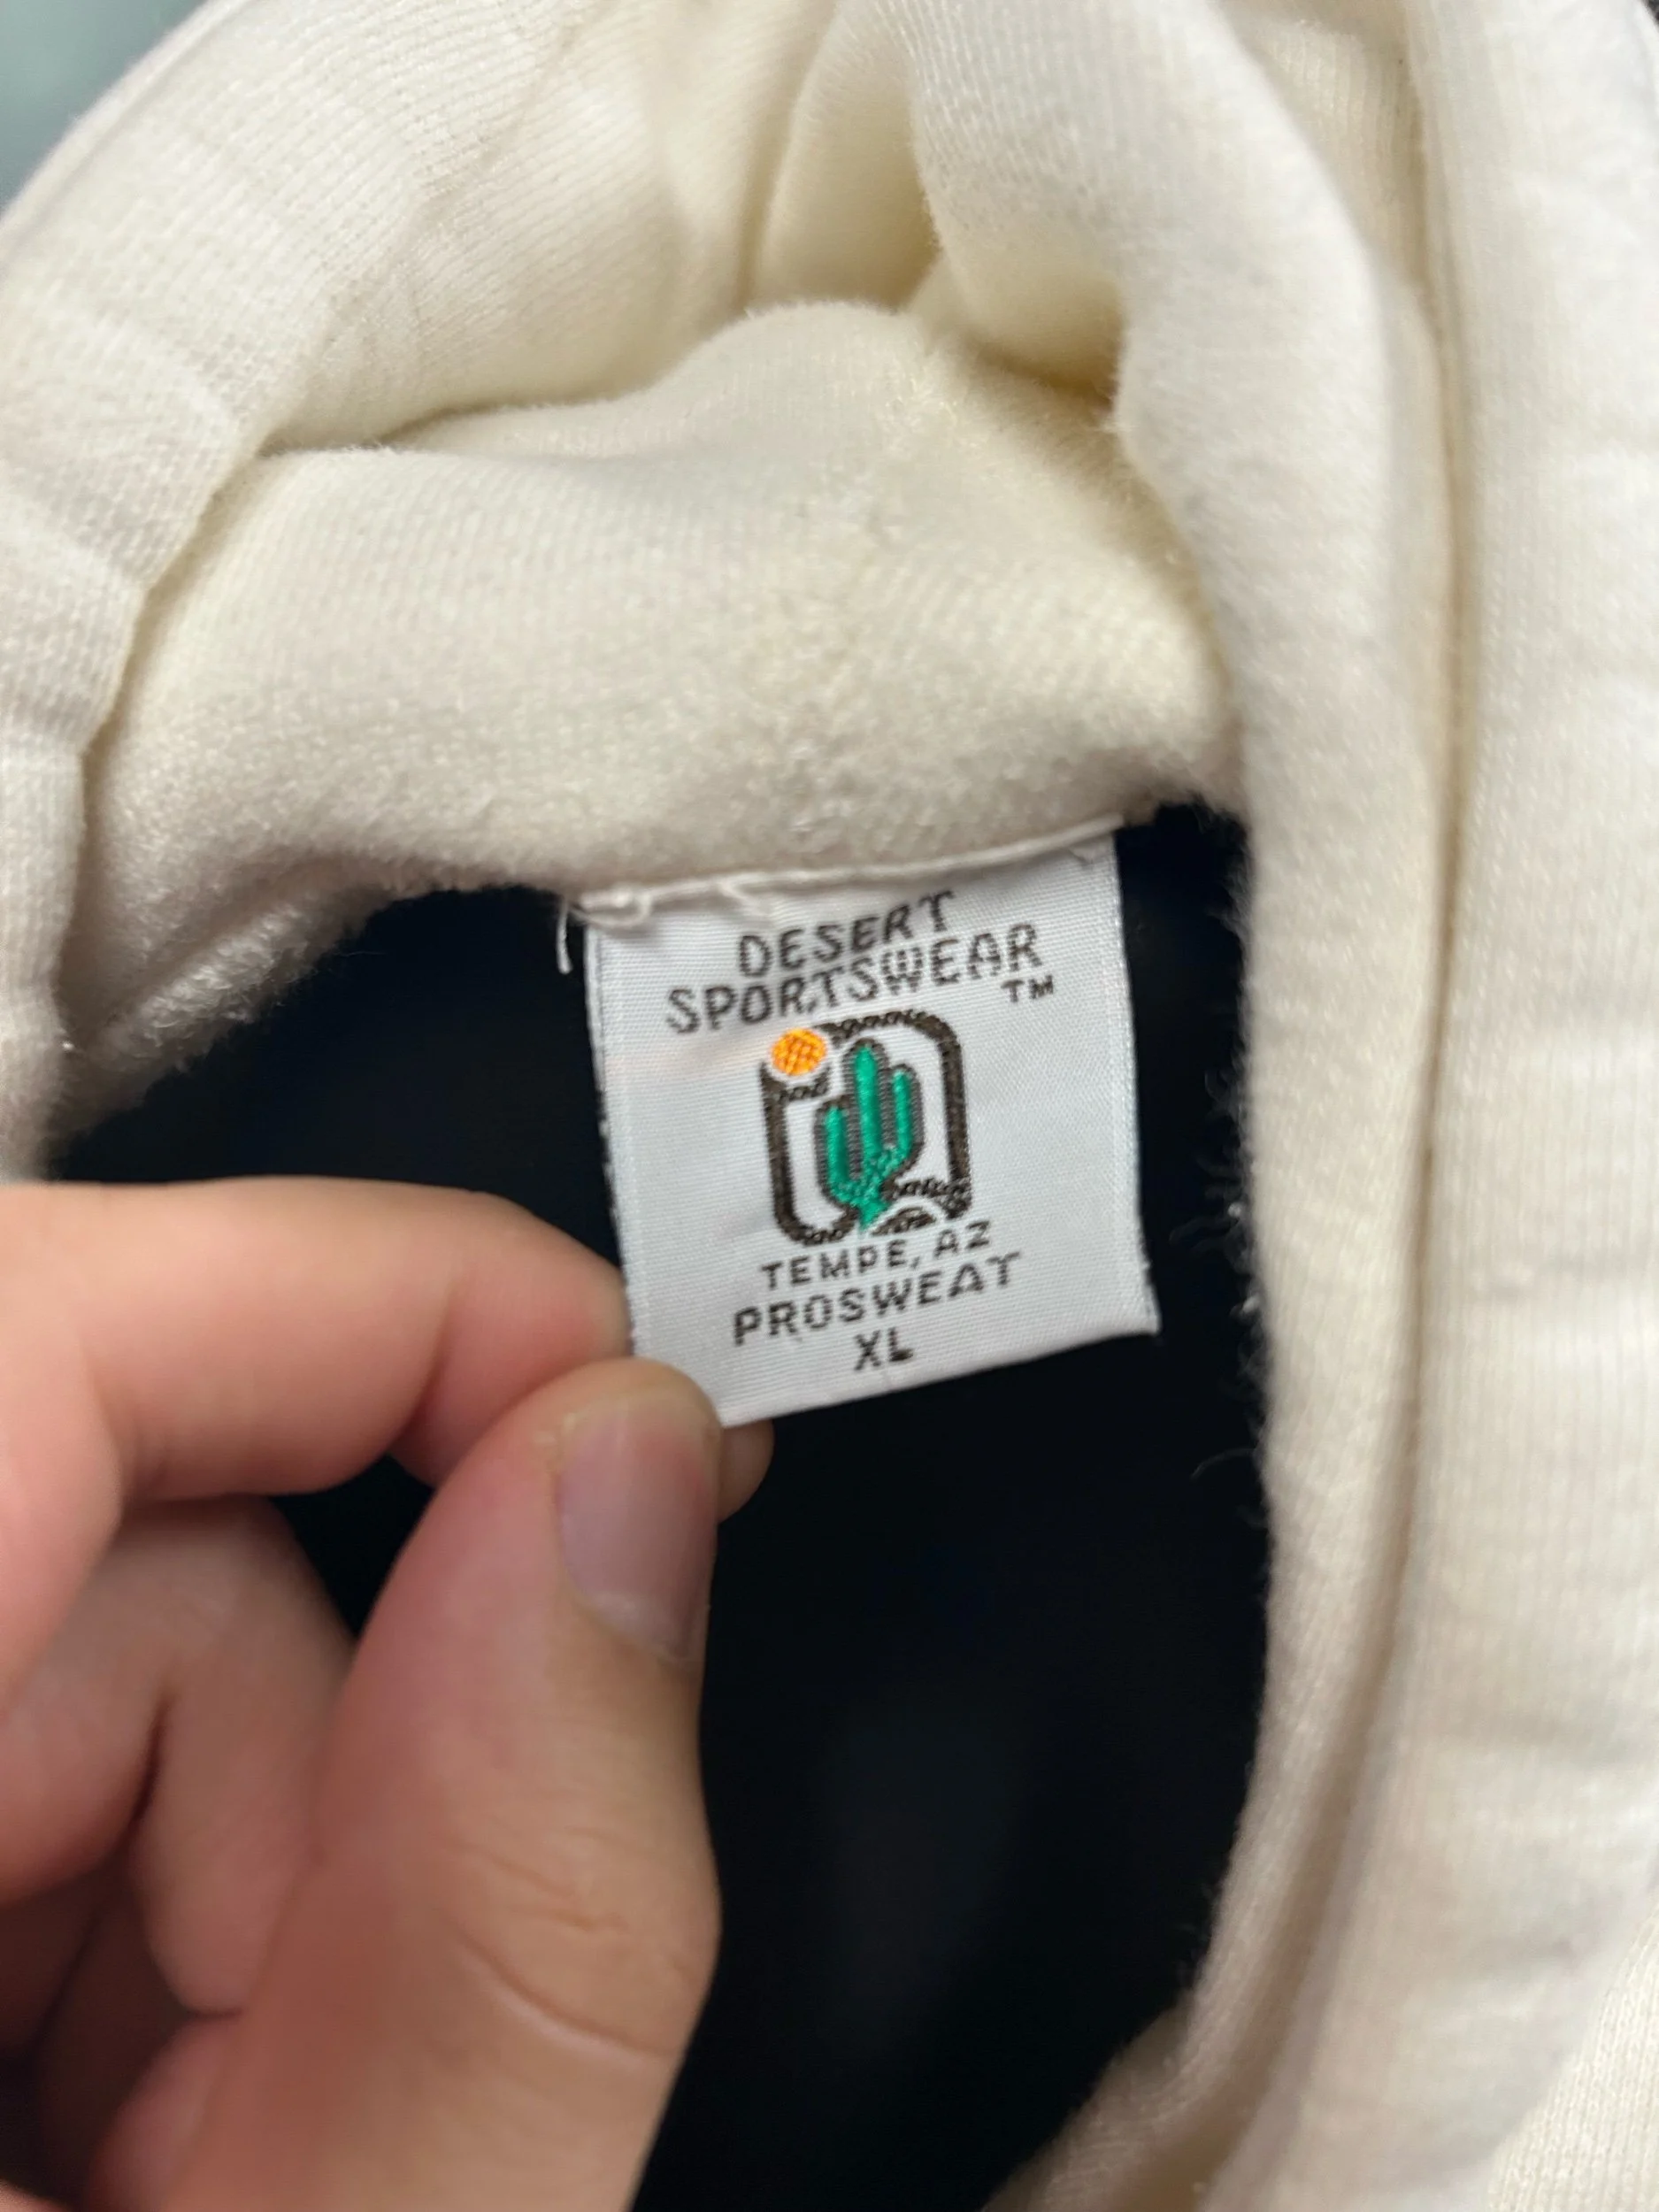 DESERT
SPORTSWEAR
TM
TEMPE, AZ
PROSWEAT
XL